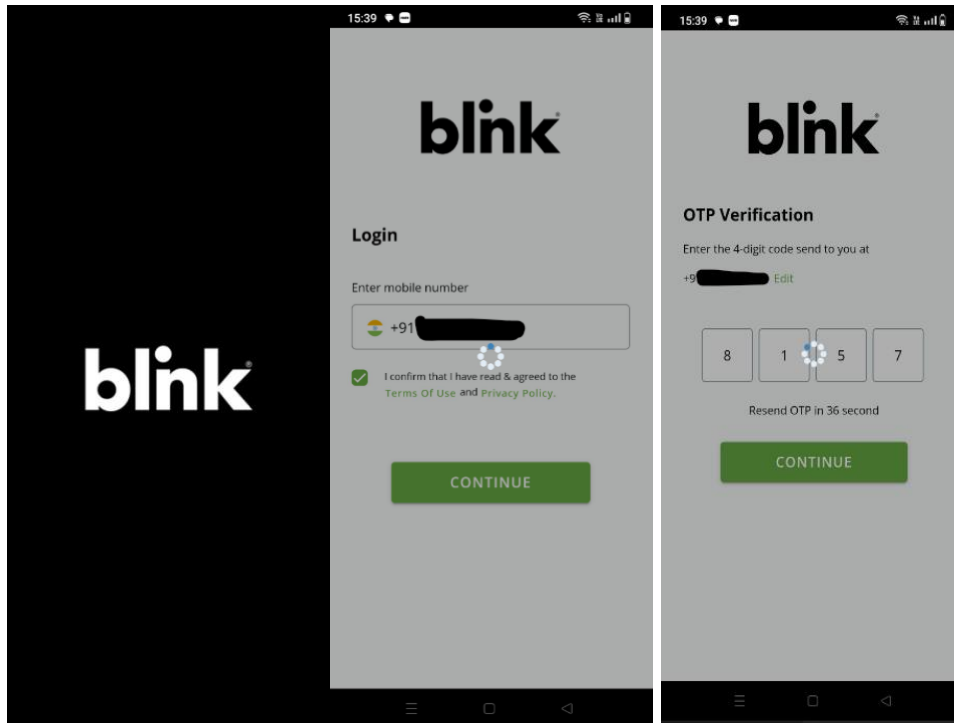 blink
15:39
blink
Login
Enter mobile number
+91
I confirm that I have read & agreed to the
Terms Of Use and Privacy Policy.
CONTINUE
15:39
blink
OTP Verification
Enter the 4-digit code send to you at
+9 Edit
8 1 5 7
Resend OTP in 36 second
CONTINUE